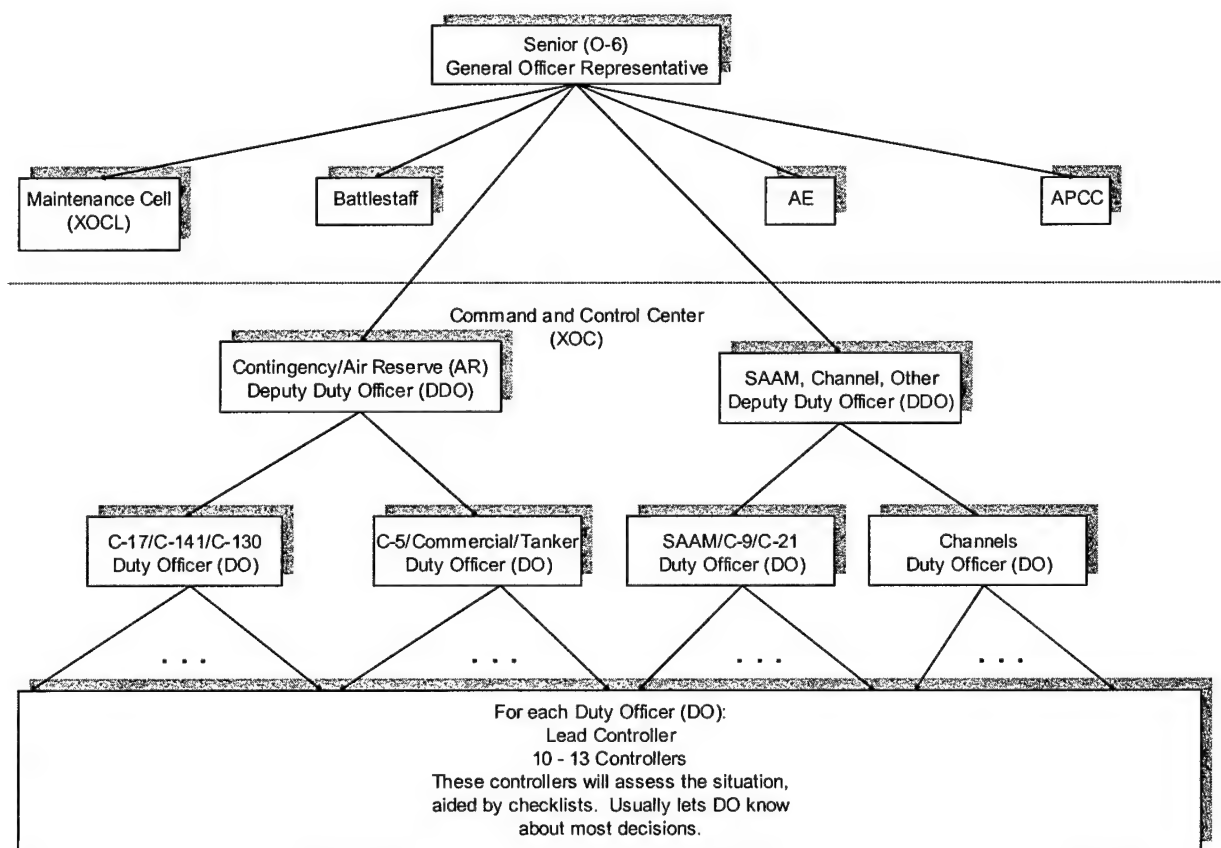 Senior (O-6)
General Officer Representative
Maintenance Cell
(XOCL)
Battlestaff
AE
APCC
Command and Control Center
(XOC)
Contingency/Air Reserve (AR)
Deputy Duty Officer (DDO)
SAAM, Channel, Other
Deputy Duty Officer (DDO)
C-17/C-141/C-130
Duty Officer (DO)
C-5/Commercial/Tanker
Duty Officer (DO)
SAAM/C-9/C-21
Duty Officer (DO)
Channels
Duty Officer (DO)
. . .
. . .
. . .
. . .
For each Duty Officer (DO):
Lead Controller
10 - 13 Controllers
These controllers will assess the situation,
aided by checklists. Usually lets DO know
about most decisions.